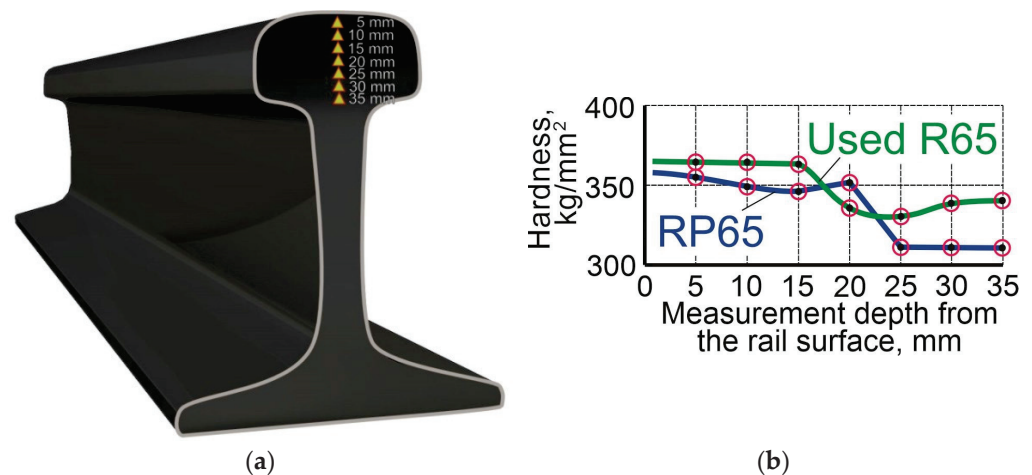 5 mm
10 mm
15 mm
20 mm
25 mm
30 mm
35 mm
(a)
Hardness,
kg/mm²
400
350
300
Used R65
RP65
0 5 10 15 20 25 30 35
Measurement depth from
the rail surface, mm
(b)